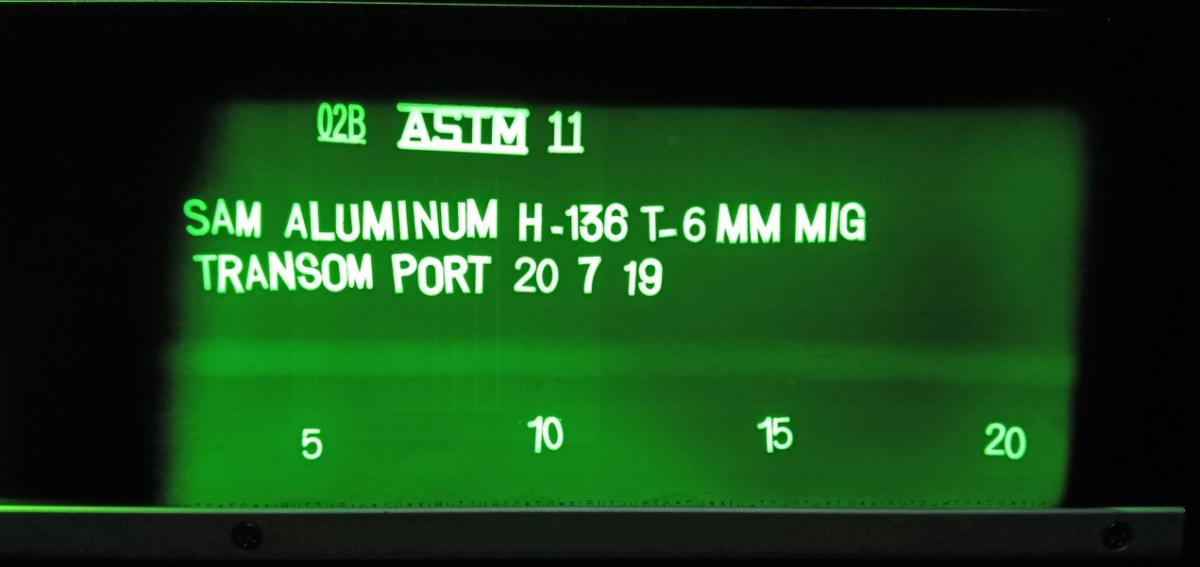 02B ASTM 11
SAM ALUMINUM H-136 T-6 MM MIG
TRANSOM PORT 20 7 19
5 10 15 20